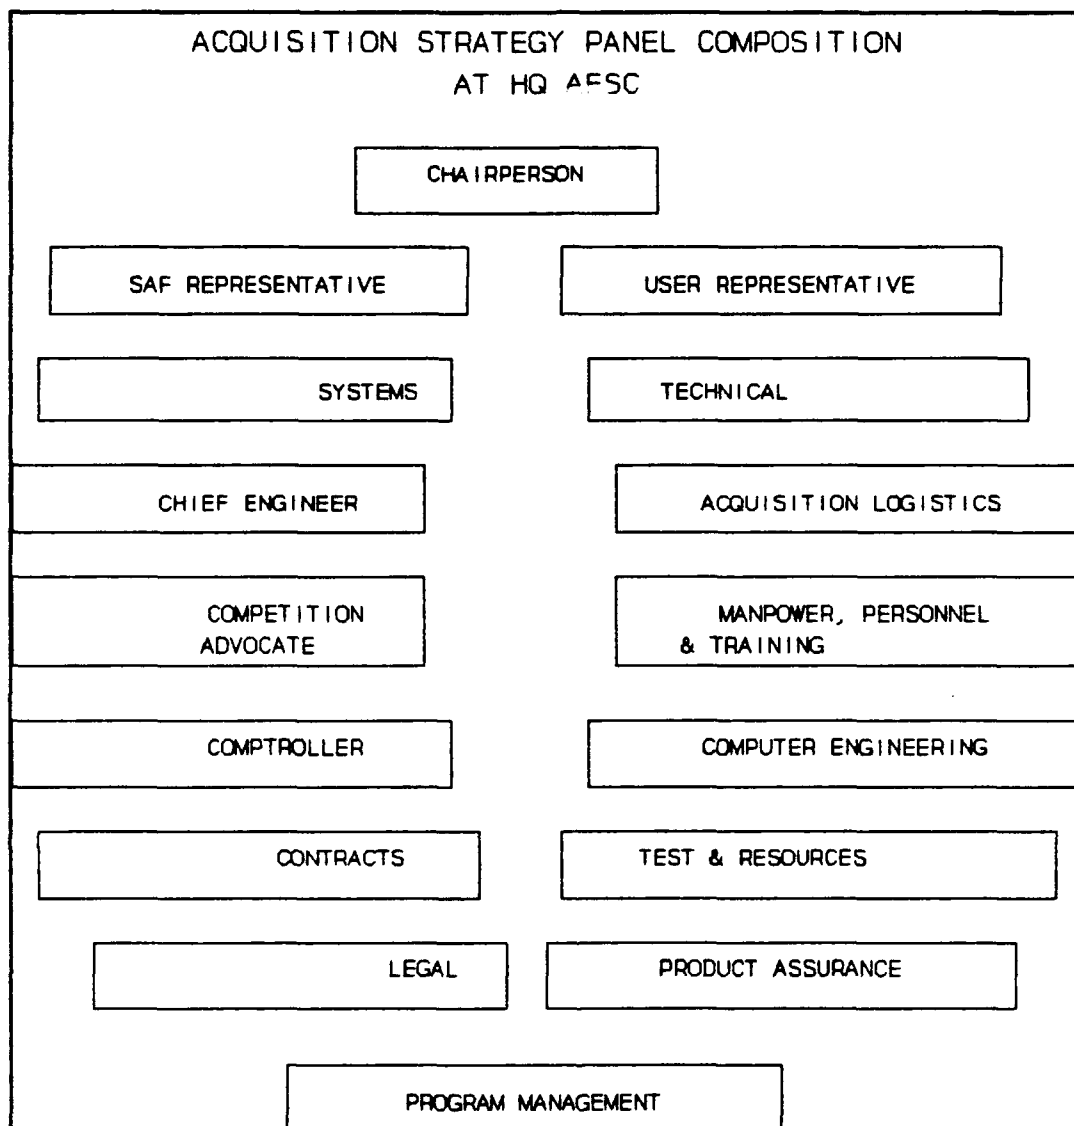 ACQUISITION STRATEGY PANEL COMPOSITION
AT HQ AFSC
CHAIRPERSON
SAF REPRESENTATIVE
USER REPRESENTATIVE
SYSTEMS
TECHNICAL
CHIEF ENGINEER
ACQUISITION LOGISTICS
COMPETITION
ADVOCATE
MANPOWER, PERSONNEL
& TRAINING
COMPTROLLER
COMPUTER ENGINEERING
CONTRACTS
TEST & RESOURCES
LEGAL
PRODUCT ASSURANCE
PROGRAM MANAGEMENT